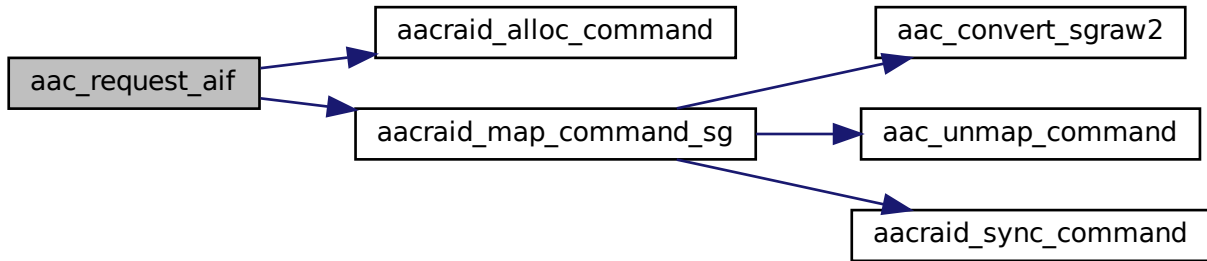 aac_request_aif
aacraid_alloc_command
aacraid_map_command_sg
aac_convert_sgraw2
aac_unmap_command
aacraid_sync_command